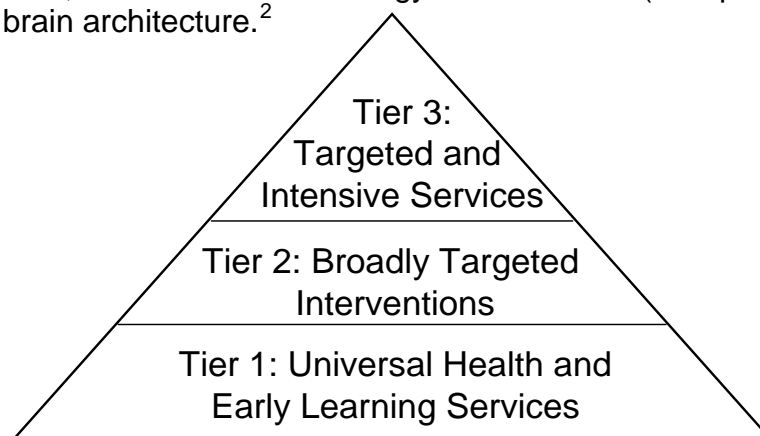 brain architecture.2
Tier 3:
Targeted and
Intensive Services
Tier 2: Broadly Targeted
Interventions
Tier 1: Universal Health and
Early Learning Services